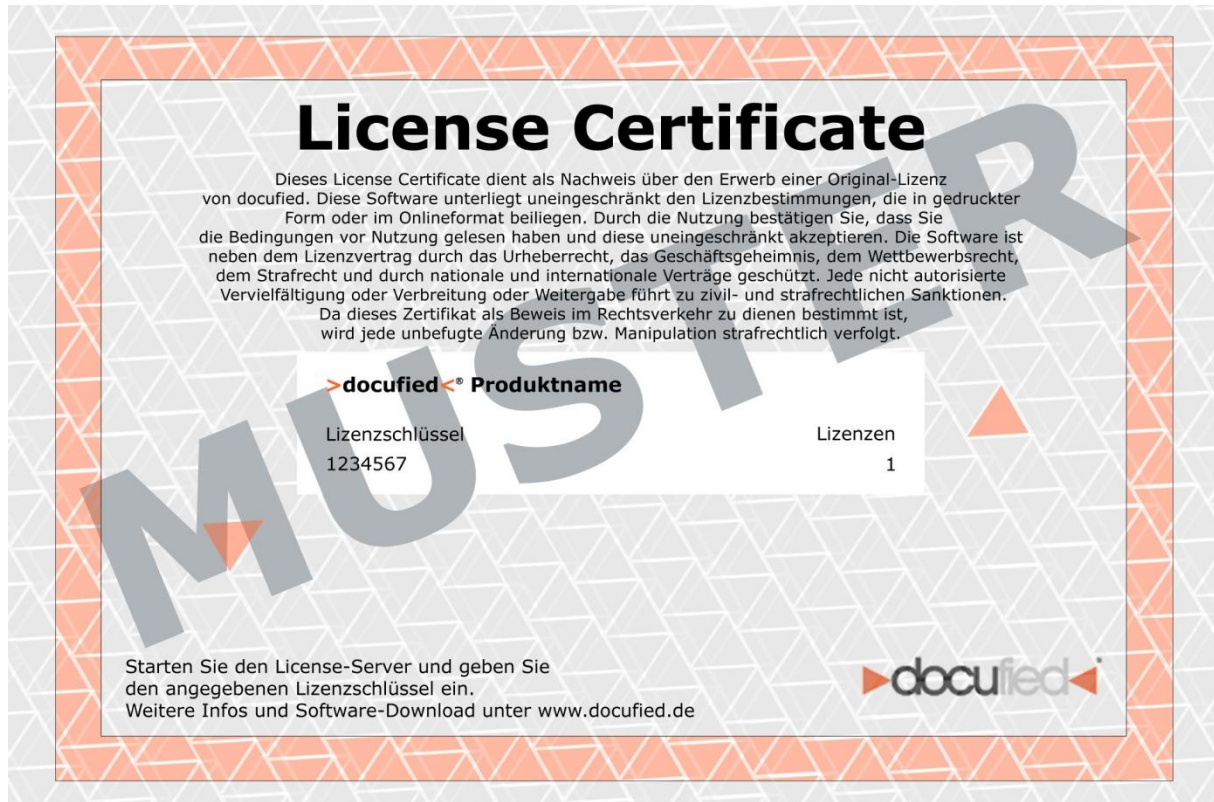 License Certificate
Dieses License Certificate dient als Nachweis über den Erwerb einer Original-Lizenz
von docufied. Diese Software unterliegt uneingeschränkt den Lizenzbestimmungen, die in gedruckter
Form oder im Onlineformat beiliegen. Durch die Nutzung bestätigen Sie, dass Sie
die Bedingungen vor Nutzung gelesen haben und diese uneingeschränkt akzeptieren. Die Software ist
neben dem Lizenzvertrag durch das Urheberrecht, das Geschäftsgeheimnis, dem Wettbewerbsrecht,
dem Strafrecht und durch nationale und internationale Verträge geschützt. Jede nicht autorisierte
Vervielfältigung oder Verbreitung oder Weitergabe führt zu zivil- und strafrechtlichen Sanktionen.
Da dieses Zertifikat als Beweis im Rechtsverkehr zu dienen bestimmt ist,
wird jede unbefugte Änderung bzw. Manipulation strafrechtlich verfolgt.
MUSTER
>docufied<® Produktname
Lizenzschlüssel Lizenzen
1234567 1
Starten Sie den License-Server und geben Sie
den angegebenen Lizenzschlüssel ein.
Weitere Infos und Software-Download unter www.docufied.de
docufied